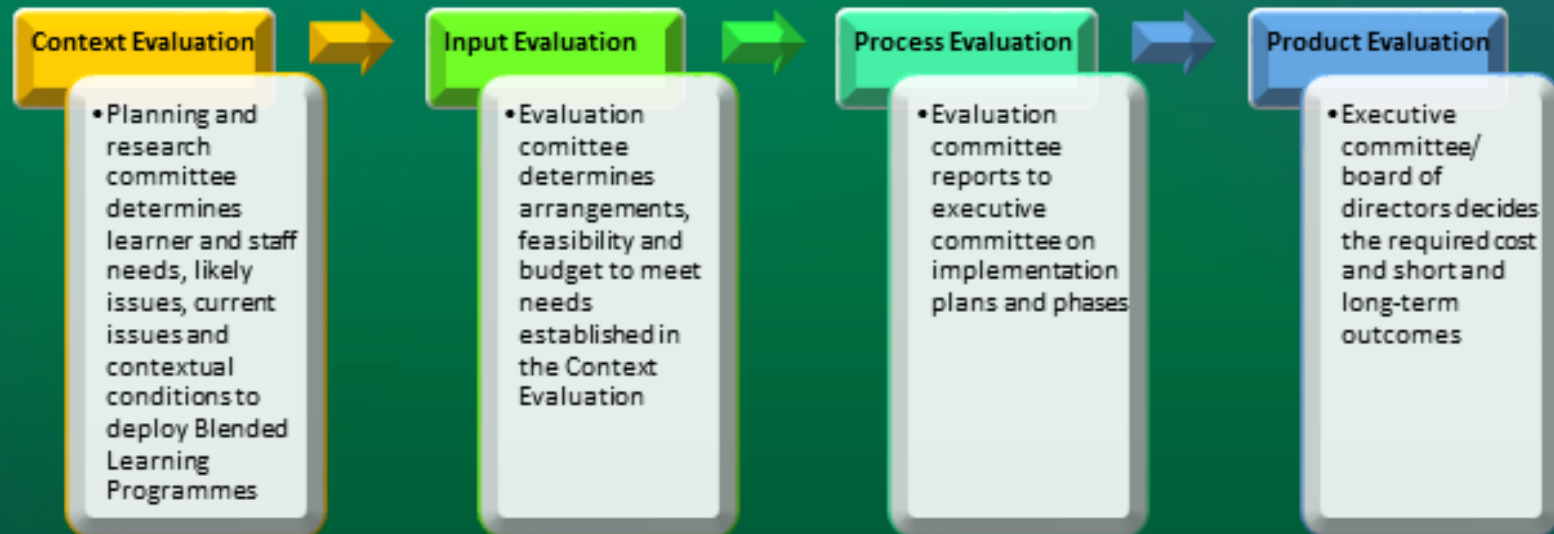 Context Evaluation
•Planning and
research
committee
determines
learner and staff
needs, likely
issues, current
issues and
contextual
conditions to
deploy Blended
Learning
Programmes
Input Evaluation
•Evaluation
comittee
determines
arrangements,
feasibility and
budget to meet
needs
established in
the Context
Evaluation
Process Evaluation
•Evaluation
committee
reports to
executive
committee on
implementation
plans and phases
Product Evaluation
•Executive
committee/
board of
directors decides
the required cost
and short and
long-term
outcomes